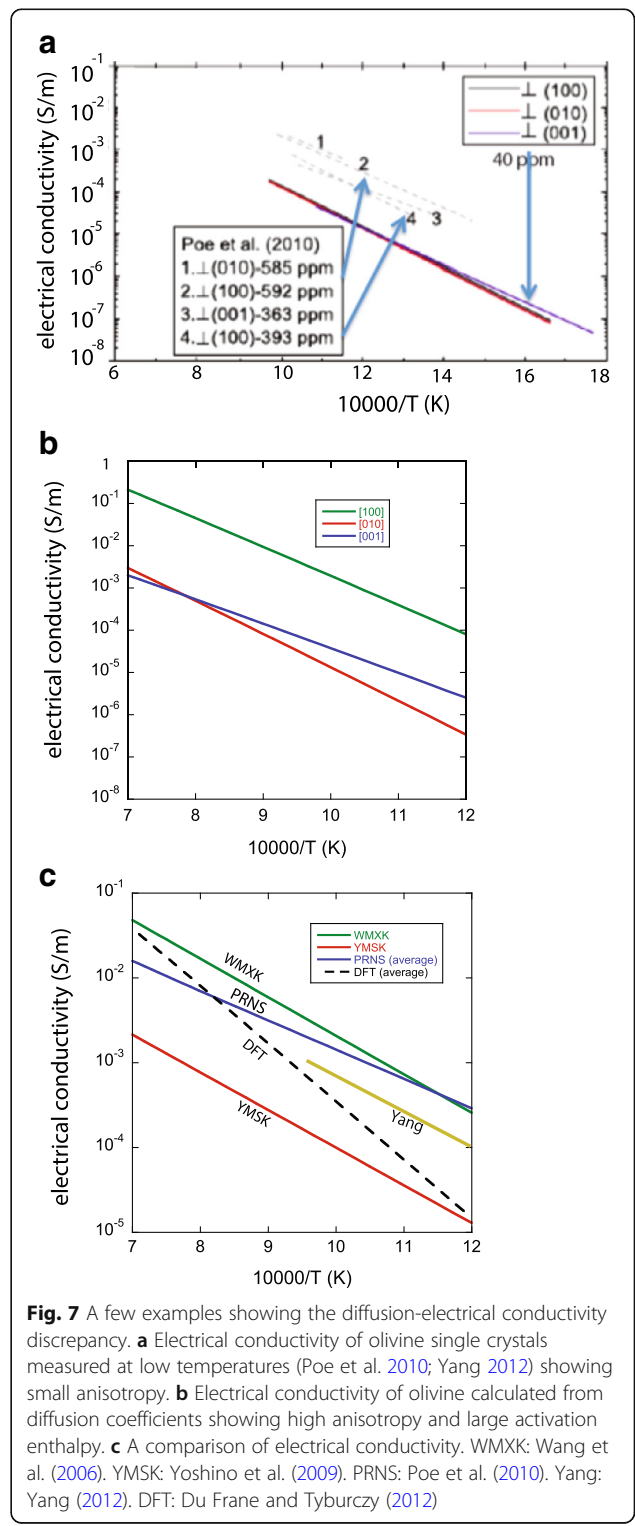 a
electrical conductivity (S/m)
10-1
10-2
10-3
10-4
10-5
10-6
10-7
10-8
⊥ (100)
⊥ (010)
⊥ (001)
40 ppm
1
2
4 3
Poe et al. (2010)
1.⊥(010)-585 ppm
2.⊥(100)-592 ppm
3.⊥(001)-363 ppm
4.⊥(100)-393 ppm
6 8 10 12 14 16 18
10000/T (K)
b
electrical conductivity (S/m)
1
10-1
10-2
10-3
10-4
10-5
10-6
10-7
10-8
[100]
[010]
[001]
7 8 9 10 11 12
10000/T (K)
c
electrical conductivity (S/m)
10-1
10-2
10-3
10-4
10-5
WMXK
YMSK
PRNS (average)
DFT (average)
WMXK
PRNS
DFT
YMSK
Yang
7 8 9 10 11 12
10000/T (K)
Fig. 7 A few examples showing the diffusion-electrical conductivity
discrepancy. a Electrical conductivity of olivine single crystals
measured at low temperatures (Poe et al. 2010; Yang 2012) showing
small anisotropy. b Electrical conductivity of olivine calculated from
diffusion coefficients showing high anisotropy and large activation
enthalpy. c A comparison of electrical conductivity. WMXK: Wang et
al. (2006). YMSK: Yoshino et al. (2009). PRNS: Poe et al. (2010). Yang:
Yang (2012). DFT: Du Frane and Tyburczy (2012)